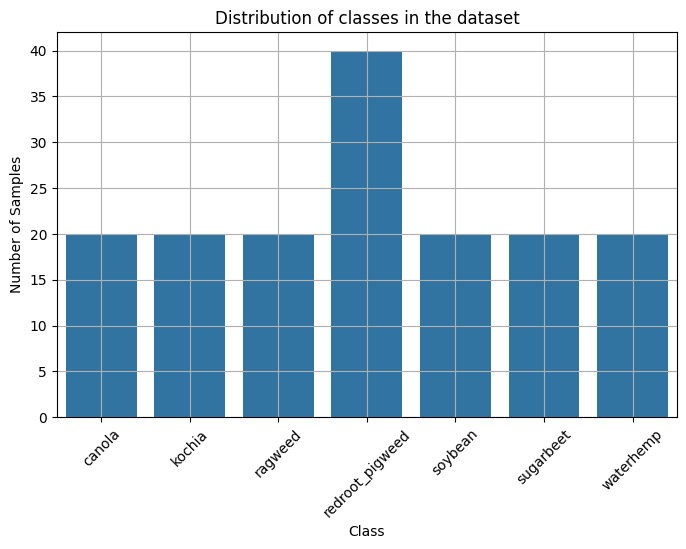 Distribution of classes in the dataset
Number of Samples
40
35
30
25
20
15
10
5
0
canola
kochia
ragweed
redroot_pigweed
soybean
sugarbeet
waterhemp
Class